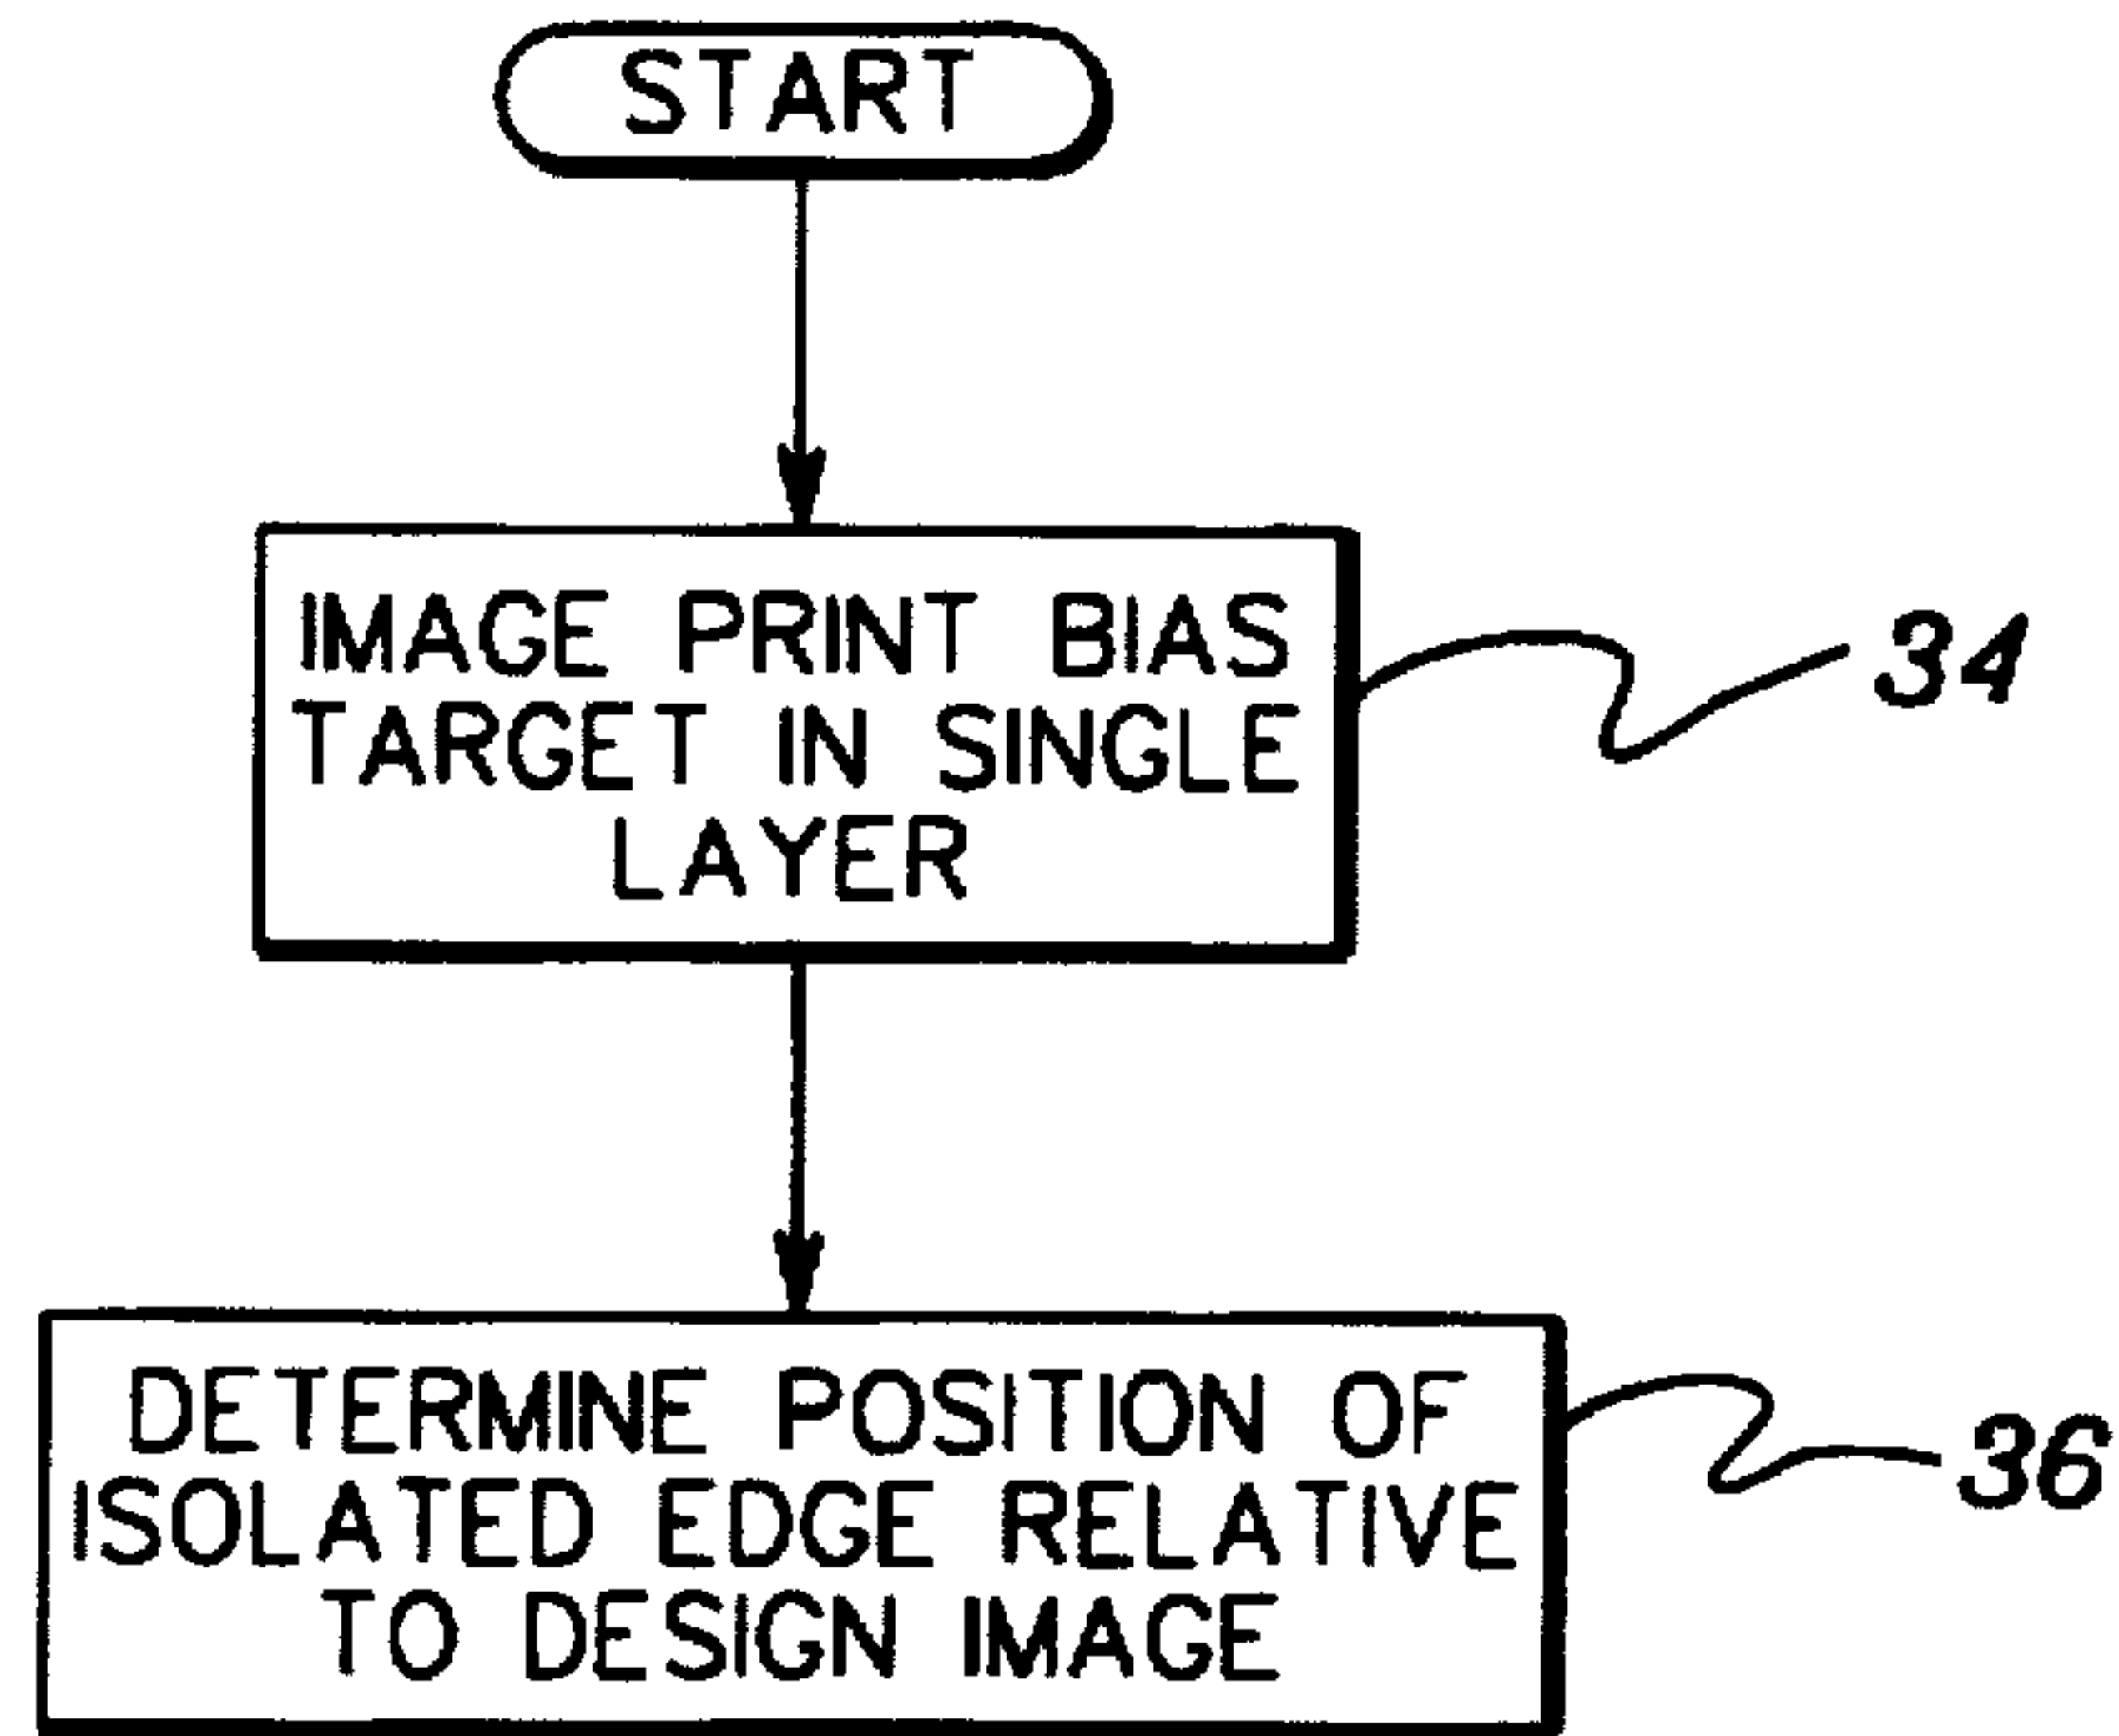 START
IMAGE PRINT BIAS
TARGET IN SINGLE
LAYER
34
DETERMINE POSITION OF
ISOLATED EDGE RELATIVE
TO DESIGN IMAGE
36